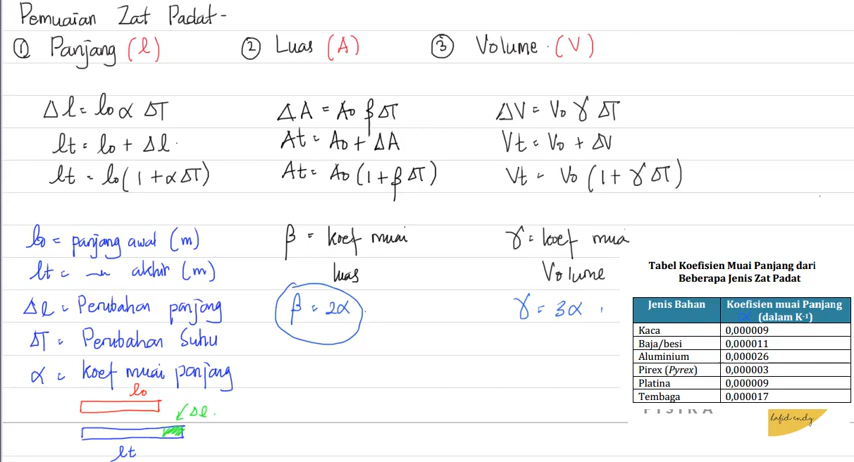 Pemuaian Zat Padat-
① Panjang (l)
② Luas (A)
③ Volume. (V)
Δl = l₀ α ΔT
lt = l₀ + Δl.
lt = l₀ (1 + α ΔT)
ΔA = A₀ β ΔT
At = A₀ + ΔA
At = A₀ (1 + β ΔT)
ΔV = V₀ γ ΔT
Vt = V₀ + ΔV
Vt = V₀ (1 + γ ΔT)
l₀ = panjang awal (m)
lt = ~ akhir (m)
Δl = Perubahan panjang
ΔT = Perubahan Suhu
α = koef muai panjang
l₀
Δl.
lt
β = koef muai
luas
β = 2α
γ = koef mua
Volume
γ = 3α
Tabel Koefisien Muai Panjang dari
Beberapa Jenis Zat Padat
Jenis Bahan Koefisien muai Panjang
(dalam K⁻¹)
Kaca 0,000009
Baja/besi 0,000011
Aluminium 0,000026
Pirex (Pyrex) 0,000003
Platina 0,000009
Tembaga 0,000017
FISIKA